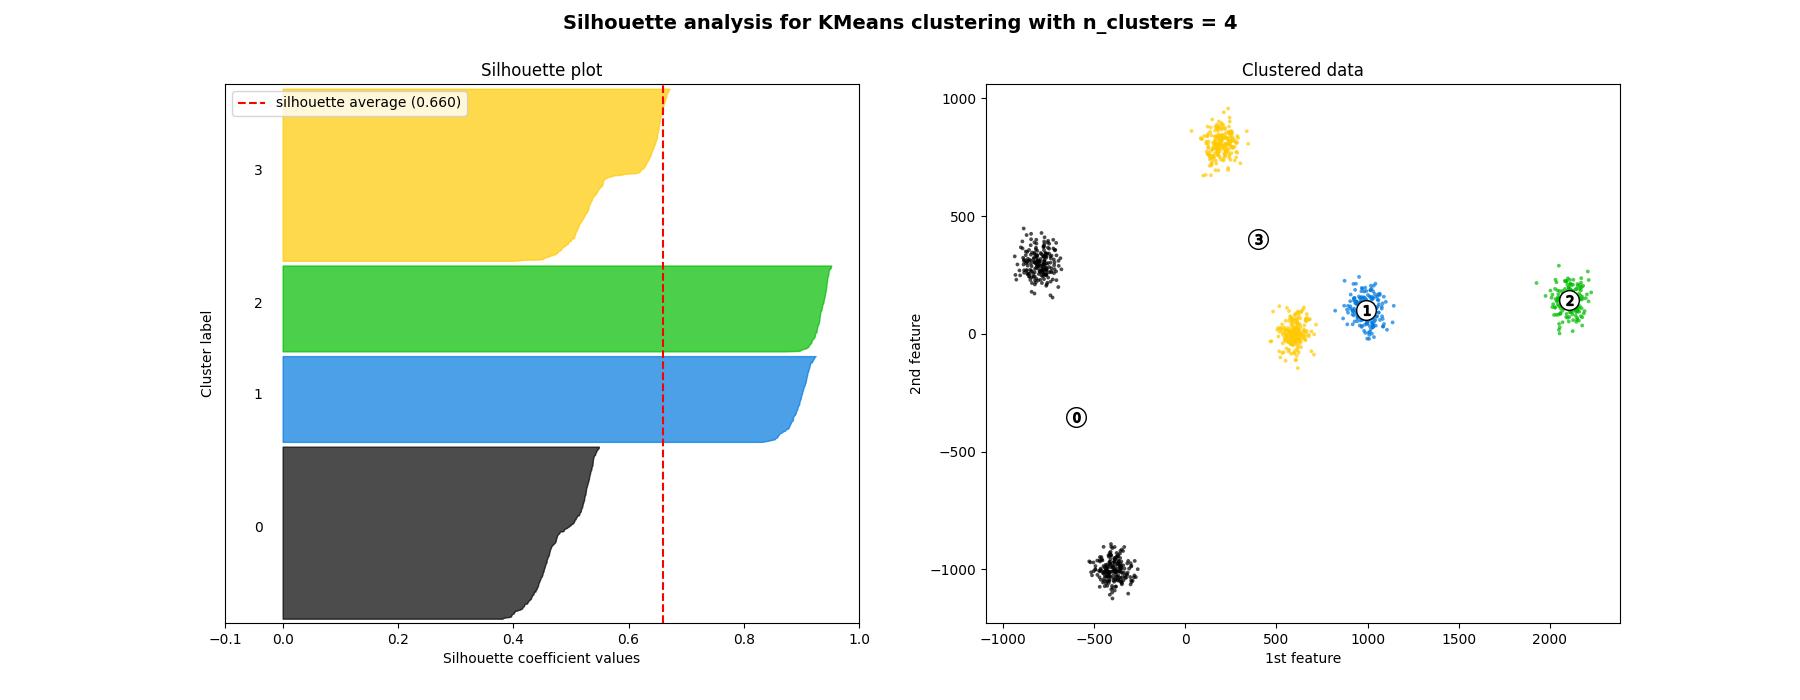 Silhouette analysis for KMeans clustering with n_clusters = 4
Silhouette plot
silhouette average (0.660)
3
2
1
0
Cluster label
−0.1 0.0 0.2 0.4 0.6 0.8 1.0
Silhouette coefficient values
Clustered data
1000
500
0
−500
−1000
2nd feature
3
1
2
0
−1000 −500 0 500 1000 1500 2000
1st feature